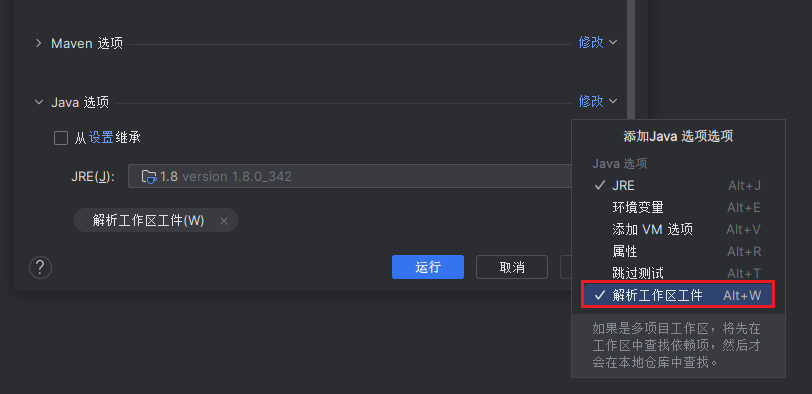 Maven 选项
修改
Java 选项
修改
从设置继承
JRE(J):
1.8 version 1.8.0_342
解析工作区工件(W)
?
运行
取消
添加Java 选项选项
Java 选项
JRE Alt+J
环境变量 Alt+E
添加 VM 选项 Alt+V
属性 Alt+R
跳过测试 Alt+T
解析工作区工件 Alt+W
如果是多项目工作区，将先在
工作区中查找依赖项，然后才
会在本地仓库中查找。